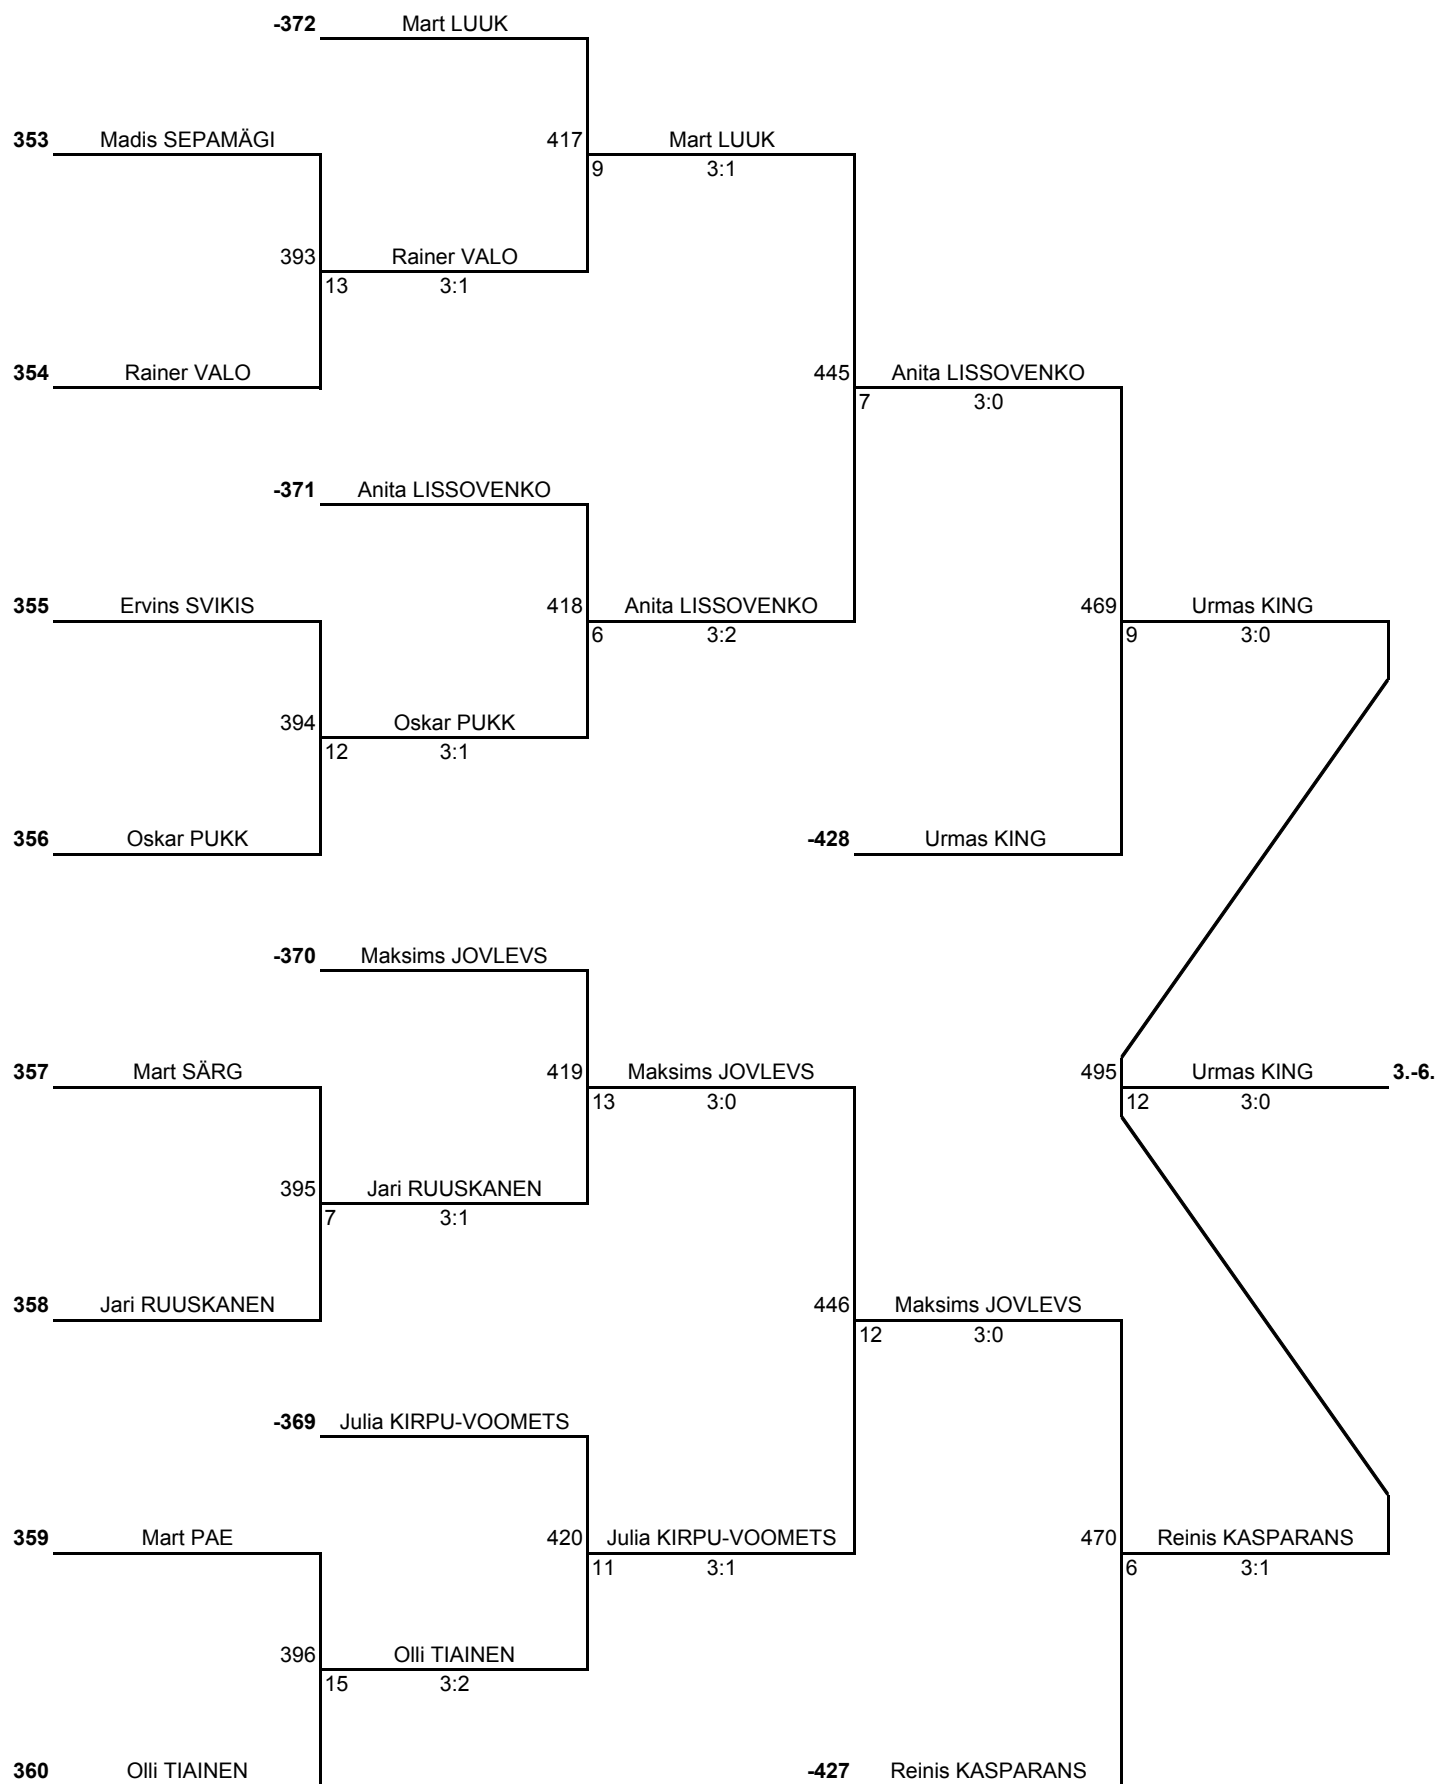 -372 Mart LUUK
353 Madis SEPAMÄGI 417 Mart LUUK
9 3:1
393 Rainer VALO
13 3:1
354 Rainer VALO 445 Anita LISSOVENKO
7 3:0
-371 Anita LISSOVENKO
355 Ervins SVIKIS 418 Anita LISSOVENKO 469 Urmas KING
6 3:2 9 3:0
394 Oskar PUKK
12 3:1
356 Oskar PUKK -428 Urmas KING
-370 Maksims JOVLEVS
357 Mart SÄRG 419 Maksims JOVLEVS 495 Urmas KING 3.-6.
13 3:0 12 3:0
395 Jari RUUSKANEN
7 3:1
358 Jari RUUSKANEN 446 Maksims JOVLEVS
12 3:0
-369 Julia KIRPU-VOOMETS
359 Mart PAE 420 Julia KIRPU-VOOMETS 470 Reinis KASPARANS
11 3:1 6 3:1
396 Olli TIAINEN
15 3:2
360 Olli TIAINEN -427 Reinis KASPARANS